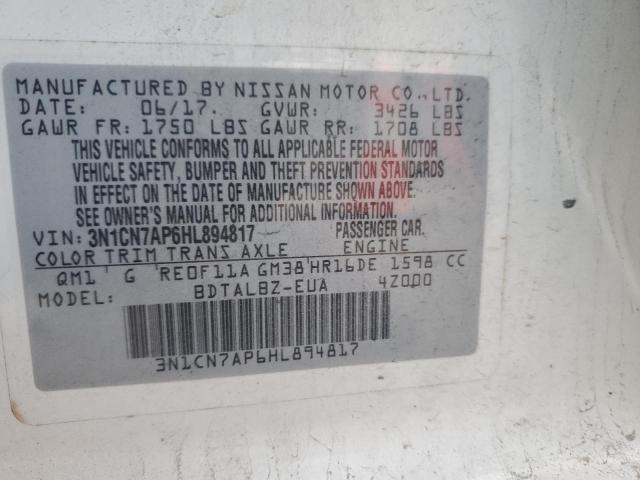 MANUFACTURED BY NISSAN MOTOR CO.,LTD.
DATE: 06/17. GVWR: 3426 LBS
GAWR FR: 1750 LBS GAWR RR: 1708 LBS
THIS VEHICLE CONFORMS TO ALL APPLICABLE FEDERAL MOTOR
VEHICLE SAFETY, BUMPER AND THEFT PREVENTION STANDARDS
IN EFFECT ON THE DATE OF MANUFACTURE SHOWN ABOVE.
SEE OWNER'S MANUAL FOR ADDITIONAL INFORMATION.
VIN: 3N1CN7AP6HL894817 PASSENGER CAR.
COLOR TRIM TRANS AXLE ENGINE
QM1 G RE0F11A GM38 HR16DE 1598 CC
MODEL: BDTALBZ-EUA 4Z000
3N1CN7AP6HL894817